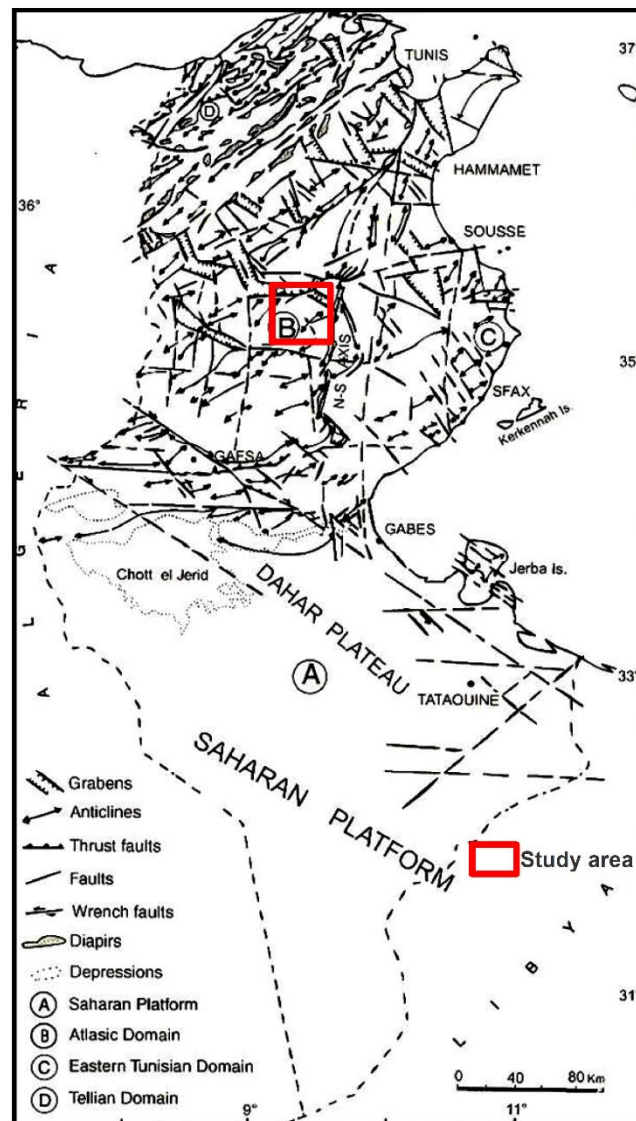 TUNIS
37°
D
HAMMAMET
36°
SOUSSE
B
C
N-S AXIS
35°
SFAX
Kerkennah Is.
GAFSA
GABES
Chott el Jerid
Jerba Is.
DAHAR PLATEAU
A
33°
TATAOUINE
SAHARAN PLATFORM
ALGERIA
LIBYA
Study area
Grabens
Anticlines
Thrust faults
Faults
Wrench faults
Diapirs
Depressions
A Saharan Platform
B Atlasic Domain
C Eastern Tunisian Domain
D Tellian Domain
31°
0 40 80 Km
9° 11°